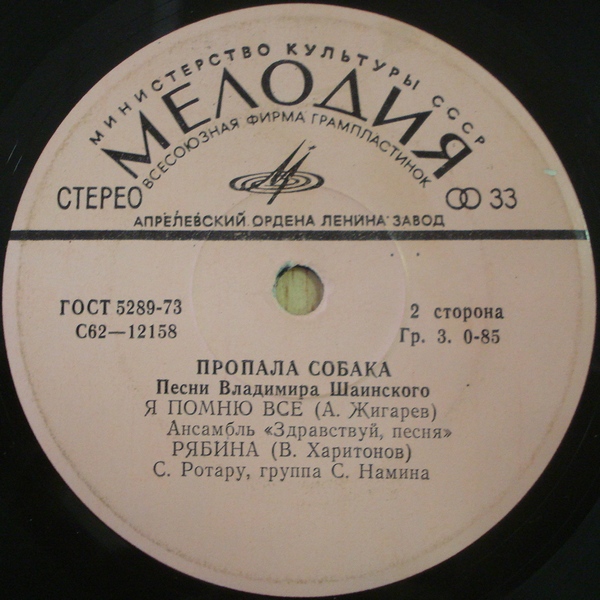 МИНИСТЕРСТВО КУЛЬТУРЫ СССР
МЕЛОДИЯ
ВСЕСОЮЗНАЯ ФИРМА ГРАМПЛАСТИНОК
СТЕРЕО
33
АПРЕЛЕВСКИЙ ОРДЕНА ЛЕНИНА ЗАВОД
ГОСТ 5289-73
С62—12158
2 сторона
Гр. 3. 0-85
ПРОПАЛА СОБАКА
Песни Владимира Шаинского
Я ПОМНЮ ВСЕ (А. Жигарев)
Ансамбль «Здравствуй, песня»
РЯБИНА (В. Харитонов)
С. Ротару, группа С. Намина